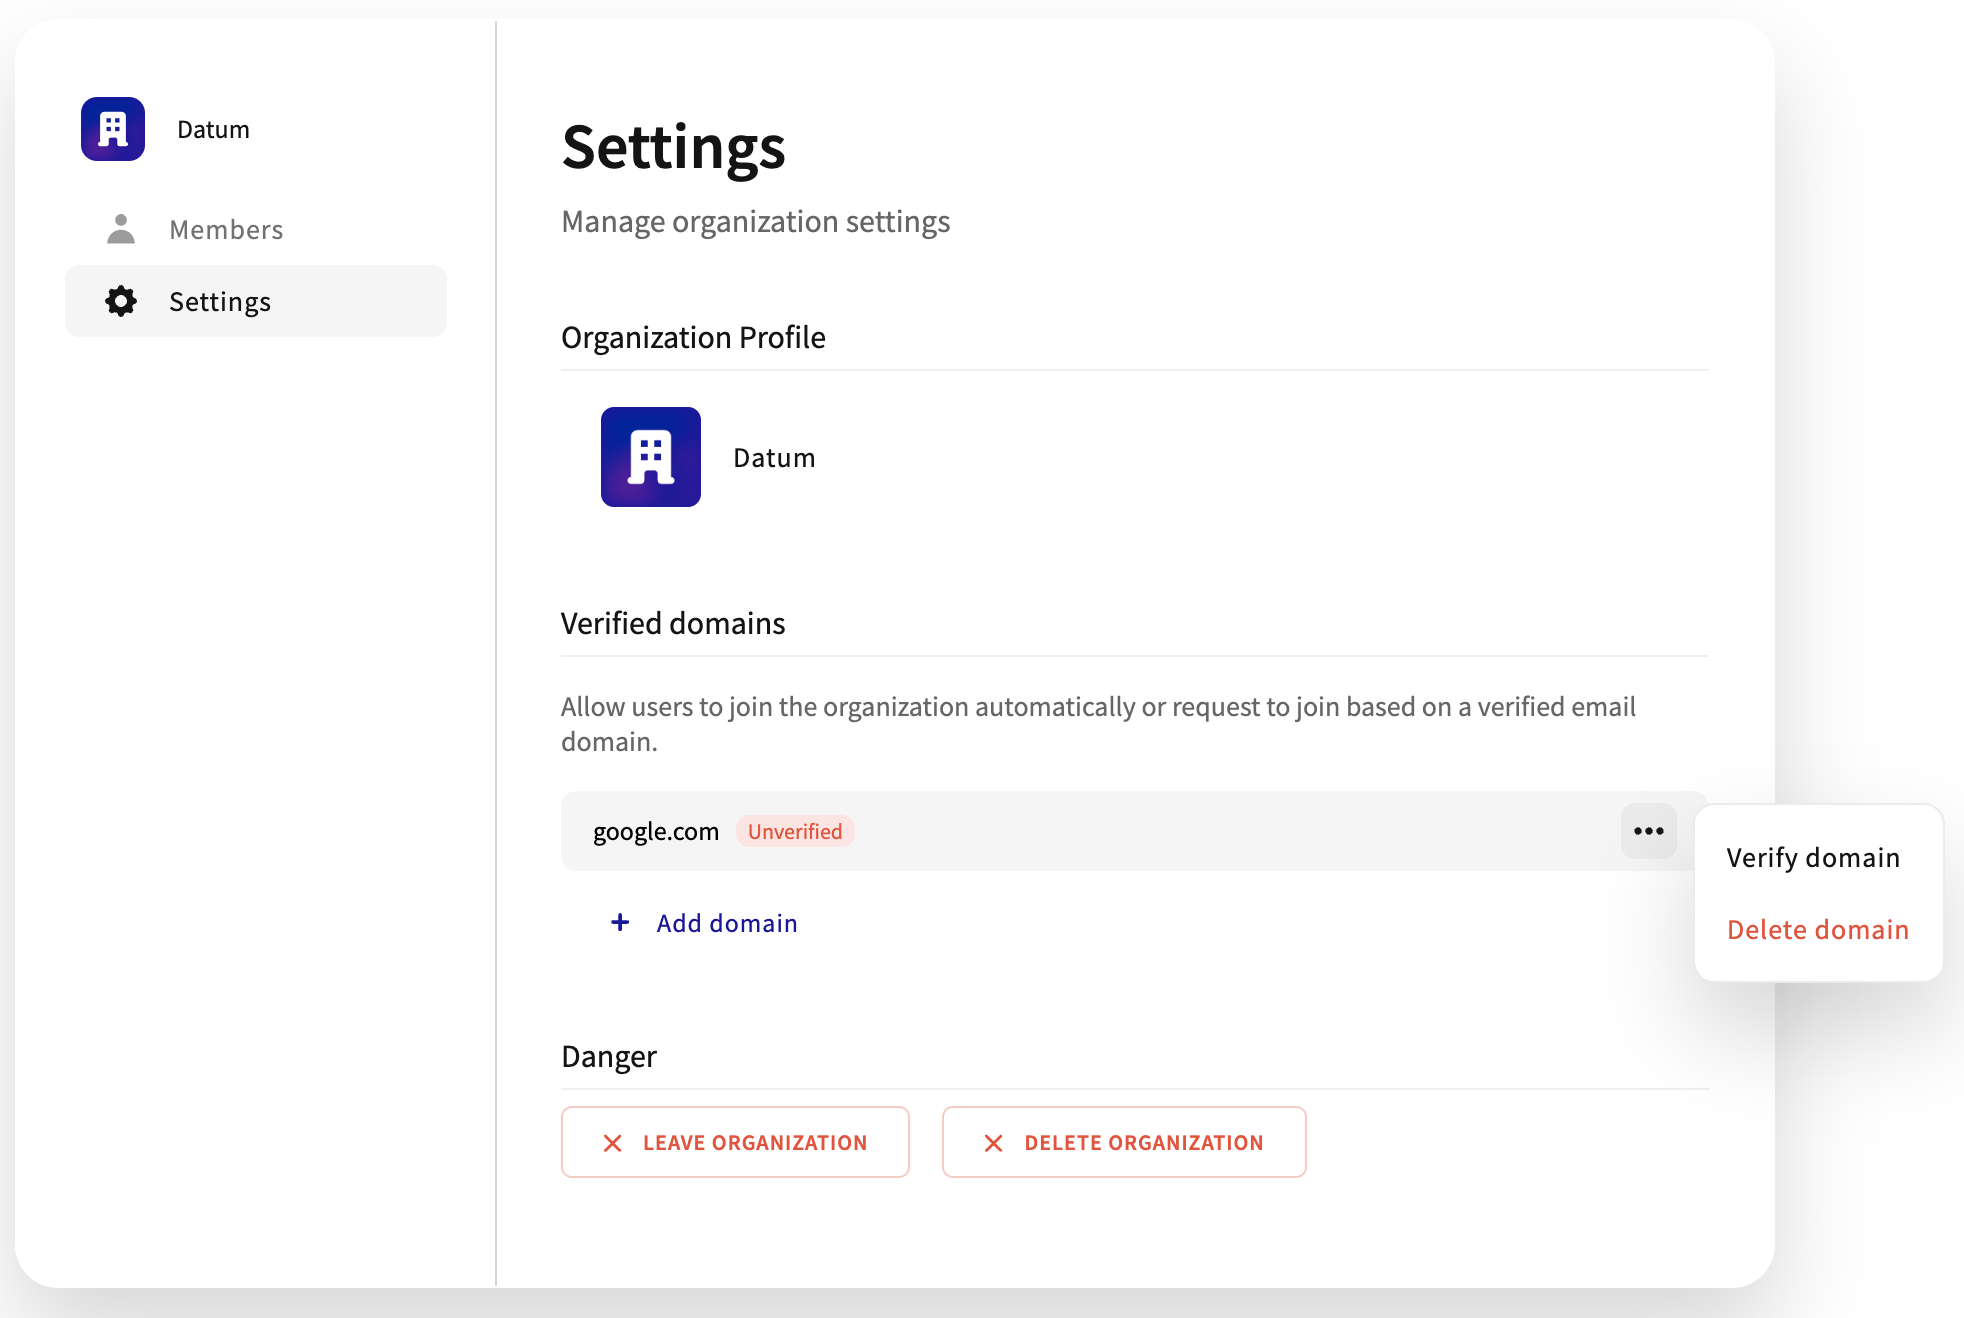 Datum
Members
Settings
Settings
Manage organization settings
Organization Profile
Datum
Verified domains
Allow users to join the organization automatically or request to join based on a verified email
domain.
google.com Unverified
Verify domain
Delete domain
+ Add domain
Danger
LEAVE ORGANIZATION
DELETE ORGANIZATION